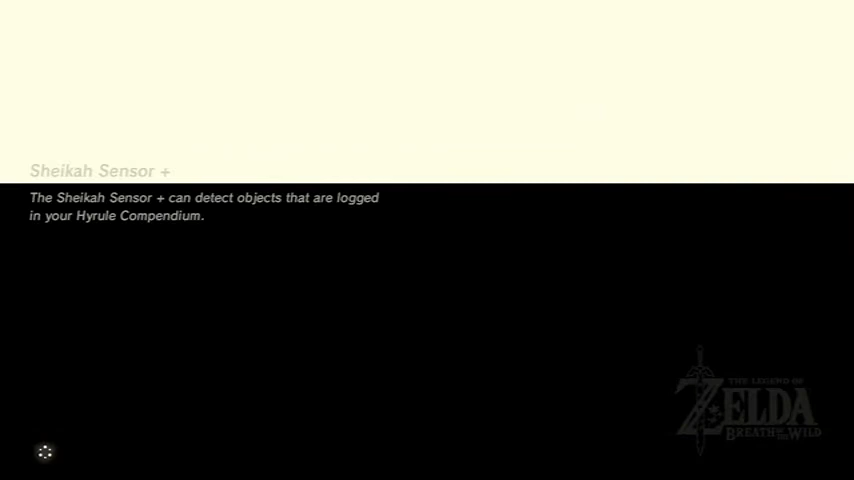 Sheikah Sensor +
The Sheikah Sensor + can detect objects that are logged
in your Hyrule Compendium.
THE LEGEND OF
ZELDA
BREATH OF THE WILD